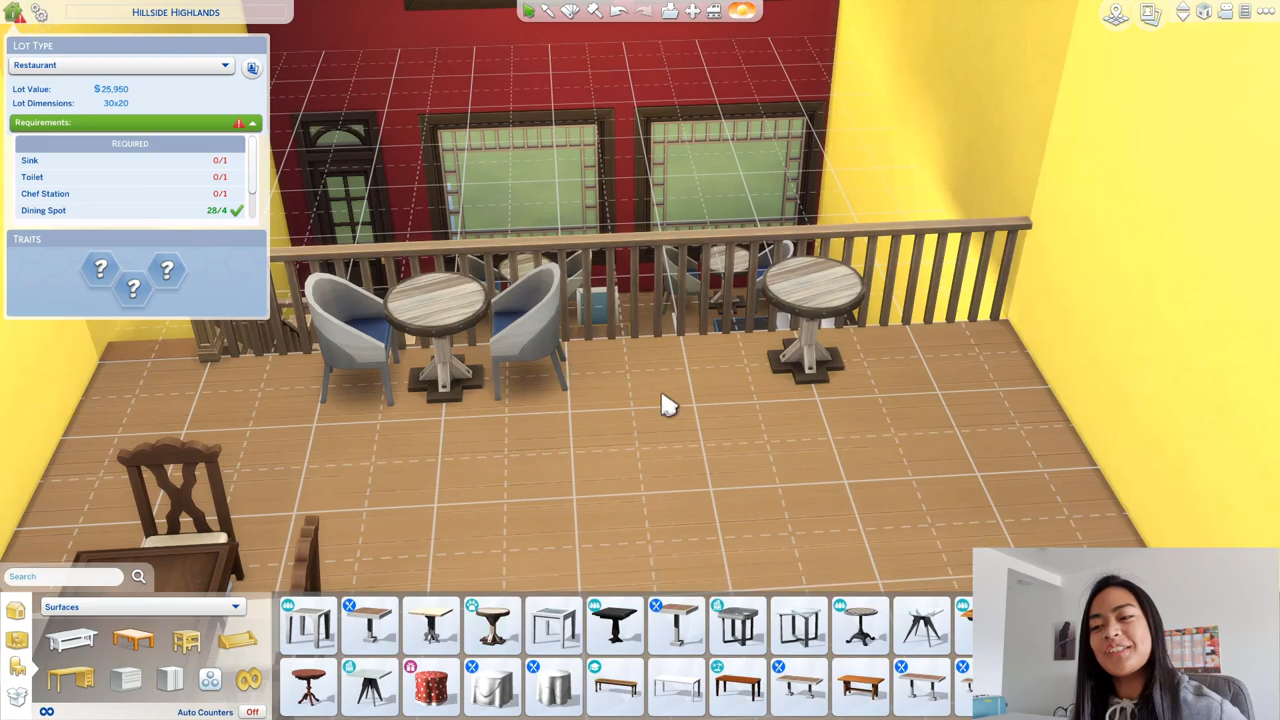 HILLSIDE HIGHLANDS
LOT TYPE
Restaurant
Lot Value: $25,950
Lot Dimensions: 30x20
Requirements:
REQUIRED
Sink 0/1
Toilet 0/1
Chef Station 0/1
Dining Spot 28/4
TRAITS
? ? ?
Search
Surfaces
Auto Counters Off